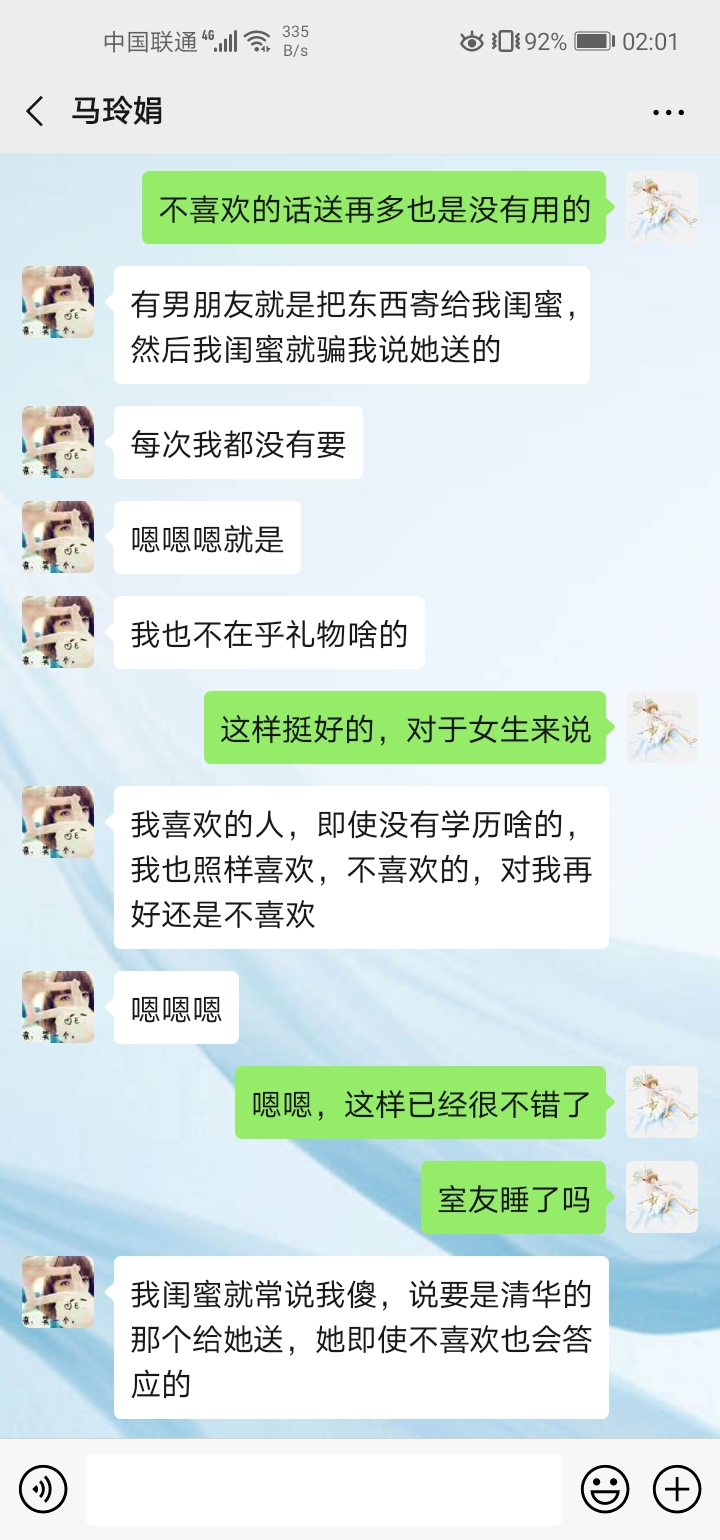 中国联通 4G 335 B/s 92% 02:01
马玲娟
不喜欢的话送再多也是没有用的
有男朋友就是把东西寄给我闺蜜，
然后我闺蜜就骗我说她送的
每次我都没有要
嗯嗯嗯就是
我也不在乎礼物啥的
这样挺好的，对于女生来说
我喜欢的人，即使没有学历啥的，
我也照样喜欢，不喜欢的，对我再
好还是不喜欢
嗯嗯嗯
嗯嗯，这样已经很不错了
室友睡了吗
我闺蜜就常说我傻，说要是清华的
那个给她送，她即使不喜欢也会答
应的